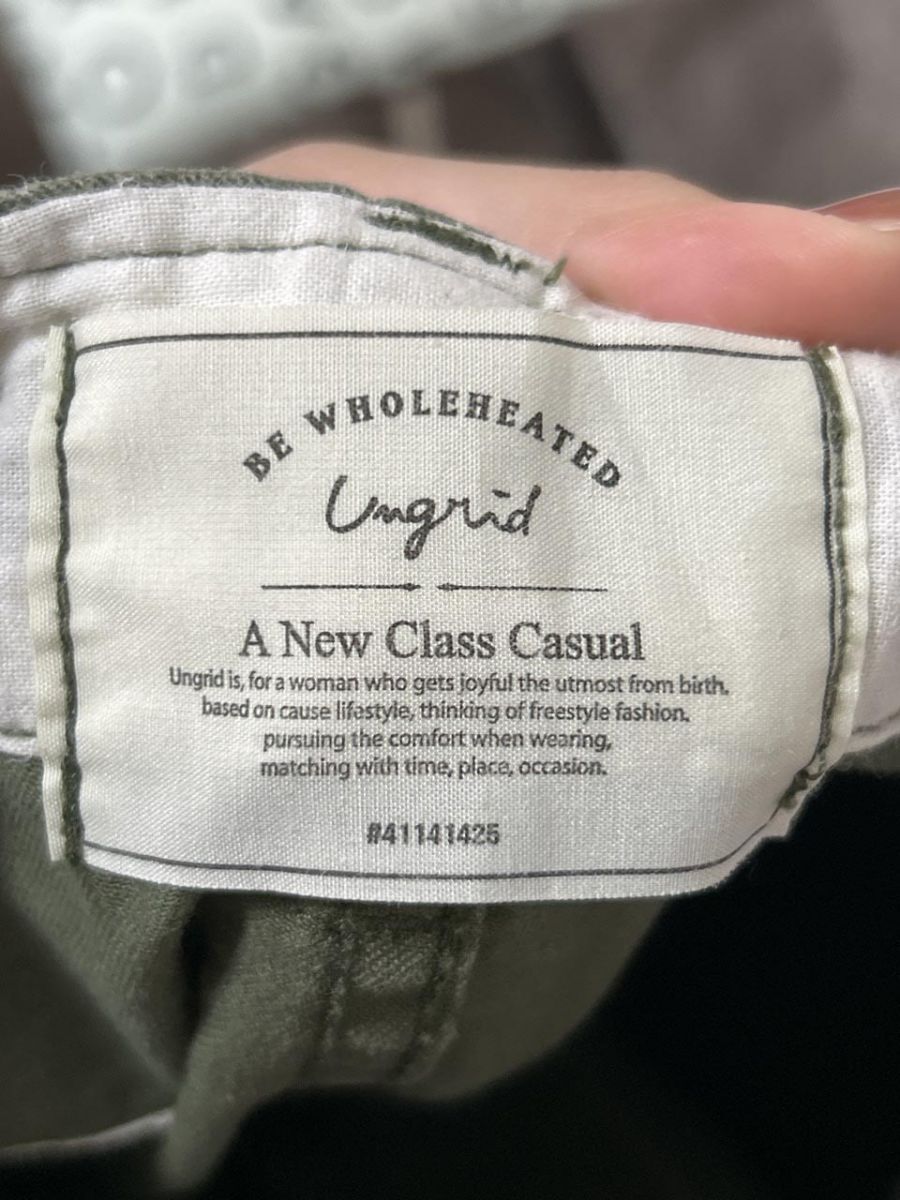 BE WHOLEHEATED
Ungrid
A New Class Casual
Ungrid is, for a woman who gets joyful the utmost from birth.
based on cause lifestyle, thinking of freestyle fashion.
pursuing the comfort when wearing,
matching with time, place, occasion.
#41141425